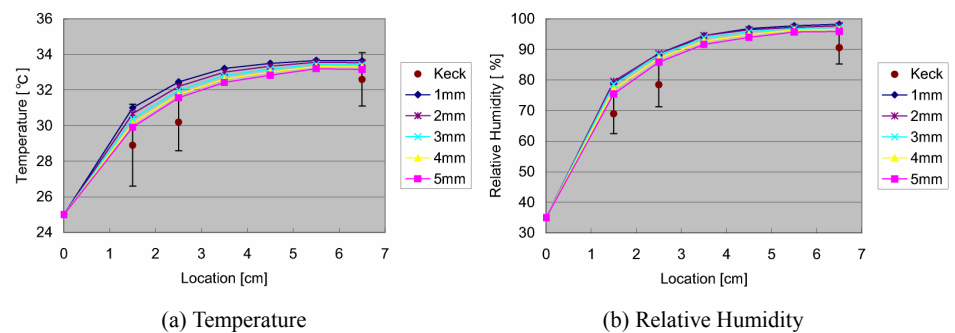 36
34
32
30
28
26
24
Temperature [°C]
0 1 2 3 4 5 6 7
Location [cm]
Keck
1mm
2mm
3mm
4mm
5mm
(a) Temperature
100
90
80
70
60
50
40
30
Relative Humidity [ %]
0 1 2 3 4 5 6 7
Location [cm]
Keck
1mm
2mm
3mm
4mm
5mm
(b) Relative Humidity